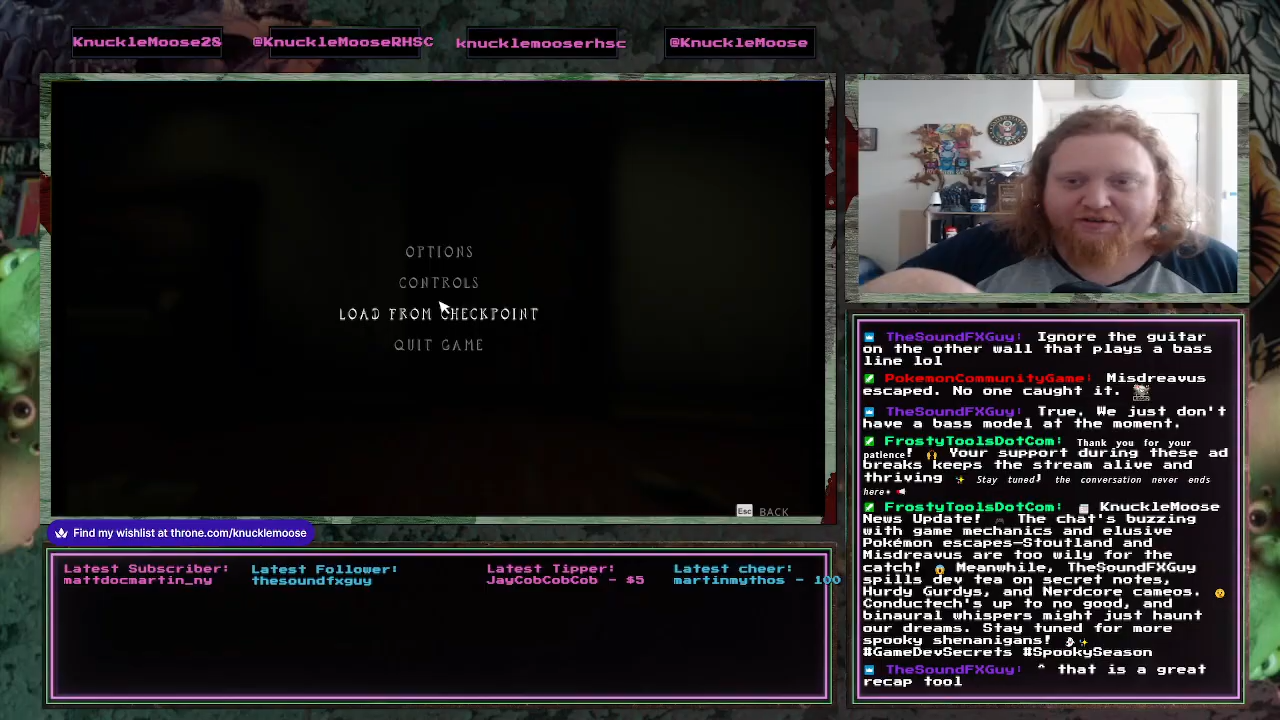 KnuckleMoose28 @KnuckleMooseRHSC knucklemooserhsc @KnuckleMoose
OPTIONS
CONTROLS
LOAD FROM CHECKPOINT
QUIT GAME
Esc BACK
Find my wishlist at throne.com/knucklemoose
Latest Subscriber: Latest Follower: Latest Tipper: Latest cheer:
mattdocmartin_ny thesoundfxguy JayCobCobCob - $5 martinmythos - 100
TheSoundFXGuy: Ignore the guitar
on the other wall that plays a bass
line lol
PokemonCommunityGame: Misdreavus
escaped. No one caught it.
TheSoundFXGuy: True. We just don't
have a bass model at the moment.
FrostyToolsDotCom: Thank you for your
patience! 🙌 Your support during these ad
breaks keeps the stream alive and
thriving ✨ Stay tuned, the conversation never ends
here
FrostyToolsDotCom: KnuckleMoose
News Update! 🎮 The chat's buzzing
with game mechanics and elusive
Pokémon escapes—Stoutland and
Misdreavus are too wily for the
catch! 😱 Meanwhile, TheSoundFXGuy
spills dev tea on secret notes,
Hurdy Gurdys, and Nerdcore cameos. 😮
Conductech's up to no good, and
binaural whispers might just haunt
our dreams. Stay tuned for more
spooky shenanigans! 👻✨
#GameDevSecrets #SpookySeason
TheSoundFXGuy: ^ that is a great
recap tool